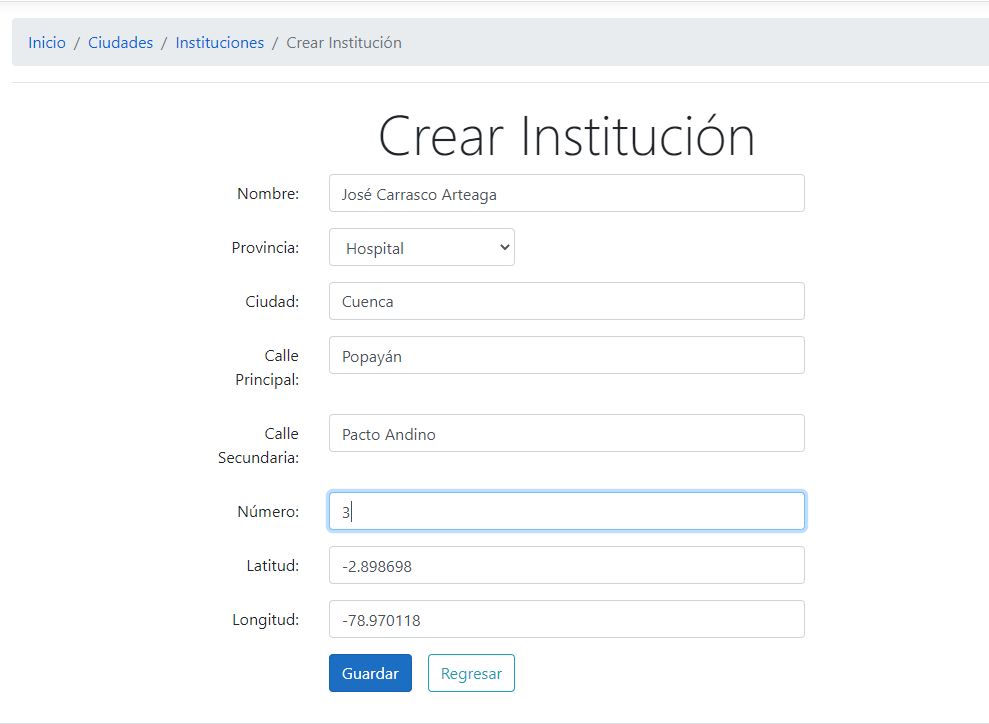 Inicio / Ciudades / Instituciones / Crear Institución
Crear Institución
Nombre: José Carrasco Arteaga
Provincia: Hospital
Ciudad: Cuenca
Calle Principal: Popayán
Calle Secundaria: Pacto Andino
Número: 3
Latitud: -2.898698
Longitud: -78.970118
Guardar Regresar